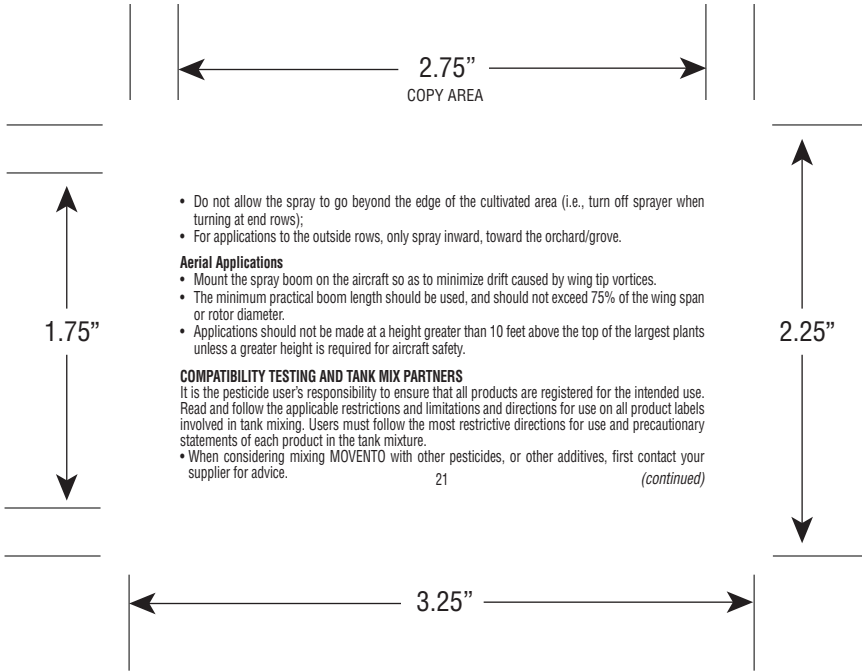 2.75”
COPY AREA
• Do not allow the spray to go beyond the edge of the cultivated area (i.e., turn off sprayer when
turning at end rows);
• For applications to the outside rows, only spray inward, toward the orchard/grove.
Aerial Applications
• Mount the spray boom on the aircraft so as to minimize drift caused by wing tip vortices.
• The minimum practical boom length should be used, and should not exceed 75% of the wing span
or rotor diameter.
• Applications should not be made at a height greater than 10 feet above the top of the largest plants
unless a greater height is required for aircraft safety.
1.75”
2.25”
COMPATIBILITY TESTING AND TANK MIX PARTNERS
It is the pesticide user’s responsibility to ensure that all products are registered for the intended use.
Read and follow the applicable restrictions and limitations and directions for use on all product labels
involved in tank mixing. Users must follow the most restrictive directions for use and precautionary
statements of each product in the tank mixture.
• When considering mixing MOVENTO with other pesticides, or other additives, first contact your
supplier for advice.
21
(continued)
3.25”